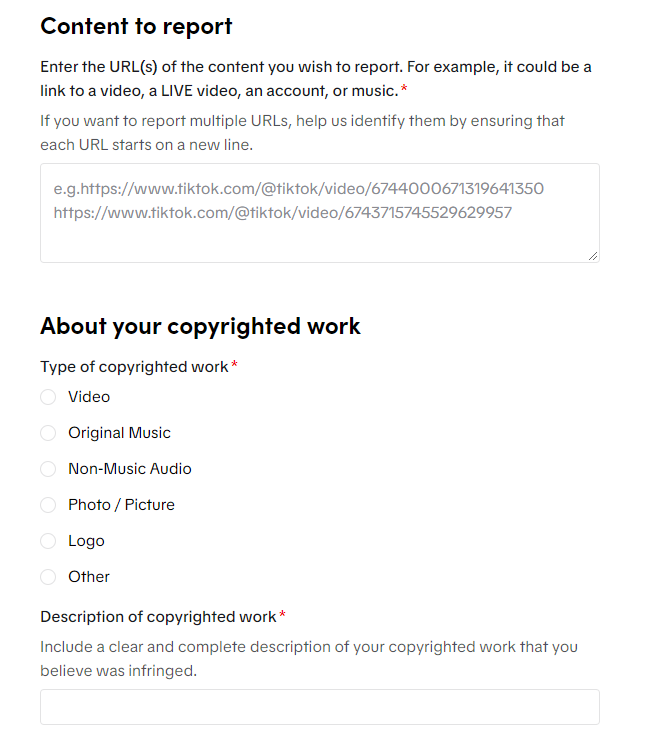 Content to report
Enter the URL(s) of the content you wish to report. For example, it could be a
link to a video, a LIVE video, an account, or music.*
If you want to report multiple URLs, help us identify them by ensuring that
each URL starts on a new line.
e.g.https://www.tiktok.com/@tiktok/video/6744000671319641350
https://www.tiktok.com/@tiktok/video/6743715745529629957
About your copyrighted work
Type of copyrighted work*
Video
Original Music
Non-Music Audio
Photo / Picture
Logo
Other
Description of copyrighted work*
Include a clear and complete description of your copyrighted work that you
believe was infringed.